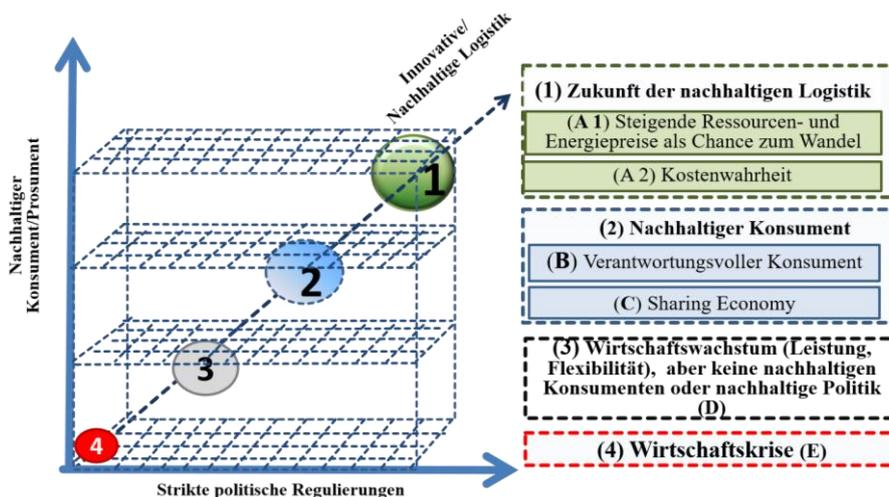 Innovative/
Nachhaltige Logistik
Nachhaltiger
Konsument/Prosument
1
2
3
4
Strikte politische Regulierungen
(1) Zukunft der nachhaltigen Logistik
(A 1) Steigende Ressourcen- und
Energiepreise als Chance zum Wandel
(A 2) Kostenwahrheit
(2) Nachhaltiger Konsument
(B) Verantwortungsvoller Konsument
(C) Sharing Economy
(3) Wirtschaftswachstum (Leistung,
Flexibilität), aber keine nachhaltigen
Konsumenten oder nachhaltige Politik
(D)
(4) Wirtschaftskrise (E)